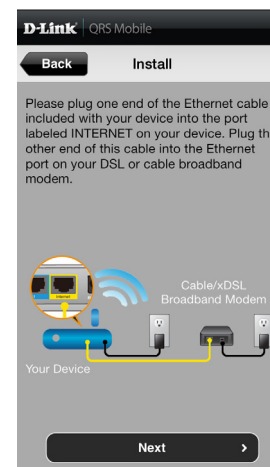 D-Link QRS Mobile
Back
Install
Please plug one end of the Ethernet cable
included with your device into the port
labeled INTERNET on your device. Plug th
other end of this cable into the Ethernet
port on your DSL or cable broadband
modem.
Internet
Cable/xDSL
Broadband Modem
Your Device
Next